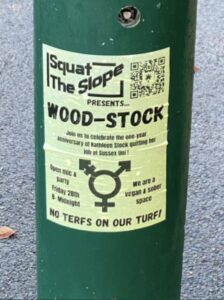 Squat
The Slope
PRESENTS...
WOOD-STOCK
Join us to celebrate the one-year
Anniversary of Kathleen Stock quitting her
job at Sussex Uni!
Open mic &
party
Friday 28th
8- Midnight
We are a
vegan & sober
space
NO TERFS ON OUR TURF!